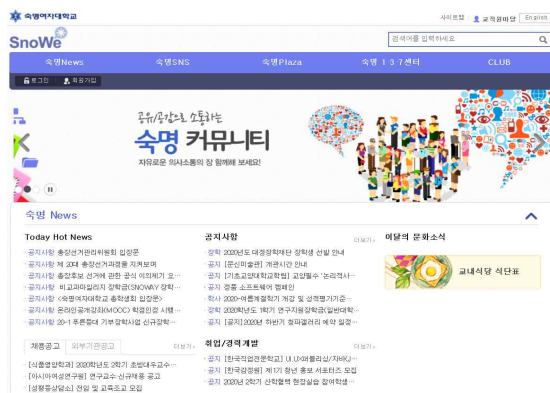 숙명여자대학교
사이트맵 교직원마당 English
SnoWe
검색어를 입력하세요
숙명News 숙명SNS 숙명Plaza 숙명 1·3·7센터 CLUB
로그인 회원가입
공유/공감으로 소통하는
숙명 커뮤니티
자유로운 의사소통의 장 함께해 보세요!
숙명 News
Today Hot News
· 공지사항 총장선거관리위원회 입장문
· 공지사항 제 20대 총장선거과정을 지켜보며
· 공지사항 총장후보 선거에 관한 공식 이의제기 요…
· 공지사항 비교과마일리지 장학금(SNOWAY 장학…
· 공지사항 <숙명여자대학교 총학생회 입장문>
· 공지사항 온라인공개강좌(MOOC) 학점인정 시행…
· 공지사항 20-1 푸른등대 기부장학사업 신규장학…
채용공고 외부기관공고 더보기
· [식품영양학과] 2020학년도 2학기 초빙대우교수…
· [아시아여성연구원] 연구교수 신규채용 공고
· [성평등상담소] 전임 및 교육조교 모집
공지사항 더보기
· 장학 2020년도 대정장학재단 장학생 선발 안내
· 공지 [문신미술관] 개관시간 안내
· 공지 [기초교양대학교학팀] 교양필수 '논리적사…
· 공지 정품 소프트웨어 캠페인
· 학사 2020-여름계절학기 개강 및 성적평가기준…
· 장학 2020학년도 1학기 연구지원장학금(일반대학…
· 공지 [공지]2020년 하반기 청파갤러리 예약 일정…
취업/경력개발 더보기
· 공지 [한국직업전문학교] UI,UX퍼블리싱/자바(J…
· 공지 [한국감정원] 제1기 청년 홍보 서포터즈 모집
· 공지 2020년 2학기 산학협력 현장실습 참여학생…
이달의 문화소식
교내식당 식단표